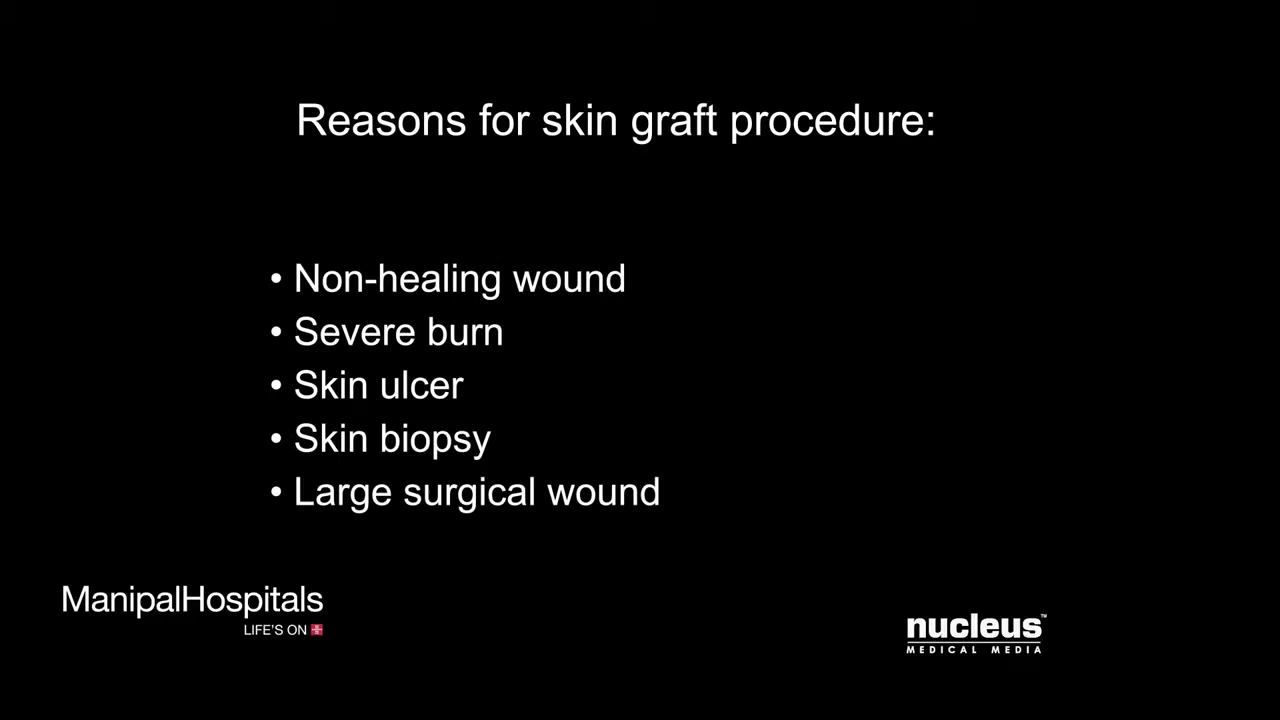 Reasons for skin graft procedure:
• Non-healing wound
• Severe burn
• Skin ulcer
• Skin biopsy
• Large surgical wound
ManipalHospitals
LIFE'S ON
nucleus™
MEDICAL MEDIA